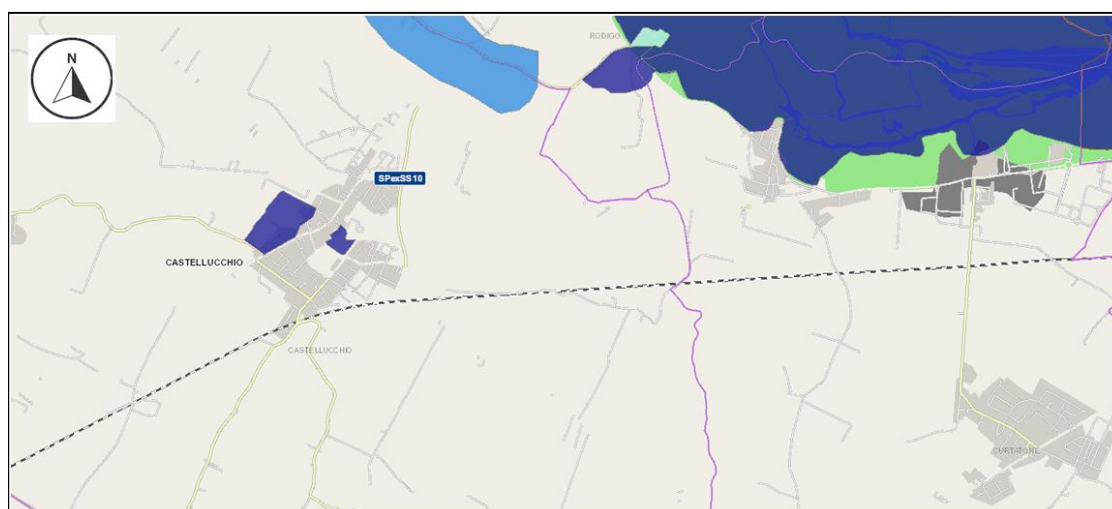 N
RODIGO
SPexSS10
CASTELLUCCHIO
CASTELLUCCHIO
CURTATONE